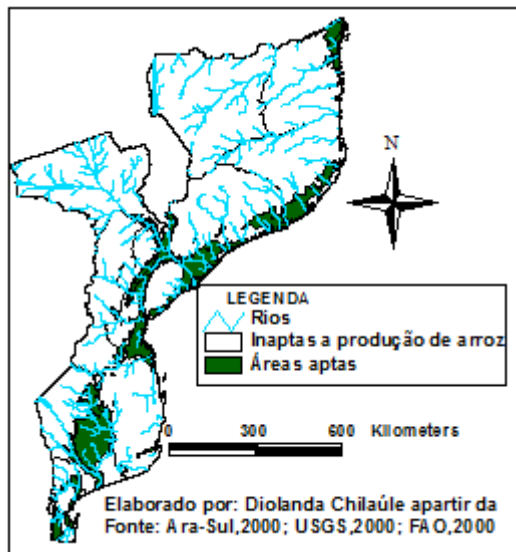 N
LEGENDA
Rios
Inaptas a produção de arroz
Áreas aptas
0 300 600 Kilometers
Elaborado por: Diolanda Chilaúle apartir da
Fonte: Ara-Sul,2000; USGS,2000; FAO,2000